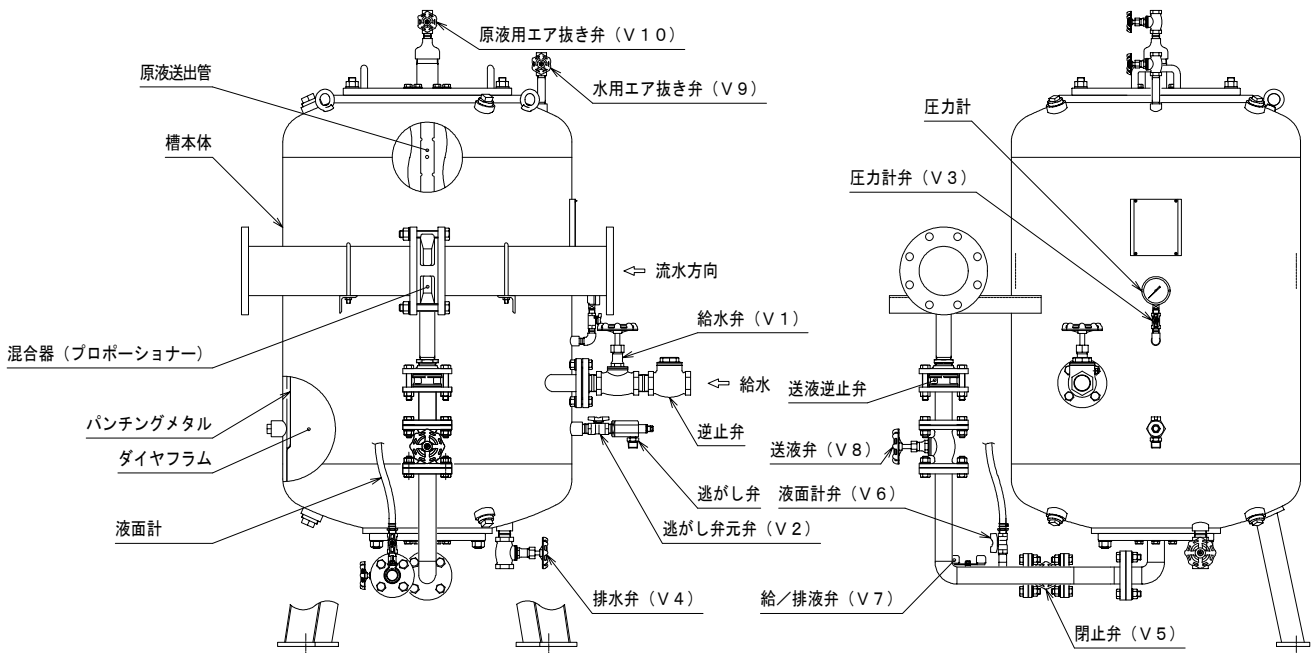 原液用エア抜き弁（Ｖ１０）
原液送出管
水用エア抜き弁（Ｖ９）
槽本体
流水方向
給水弁（Ｖ１）
混合器（プロポーショナー）
給水
パンチングメタル
逆止弁
ダイヤフラム
逃がし弁
液面計
逃がし弁元弁（Ｖ２）
排水弁（Ｖ４）
圧力計
圧力計弁（Ｖ３）
送液逆止弁
送液弁（Ｖ８）
液面計弁（Ｖ６）
給／排液弁（Ｖ７）
閉止弁（Ｖ５）